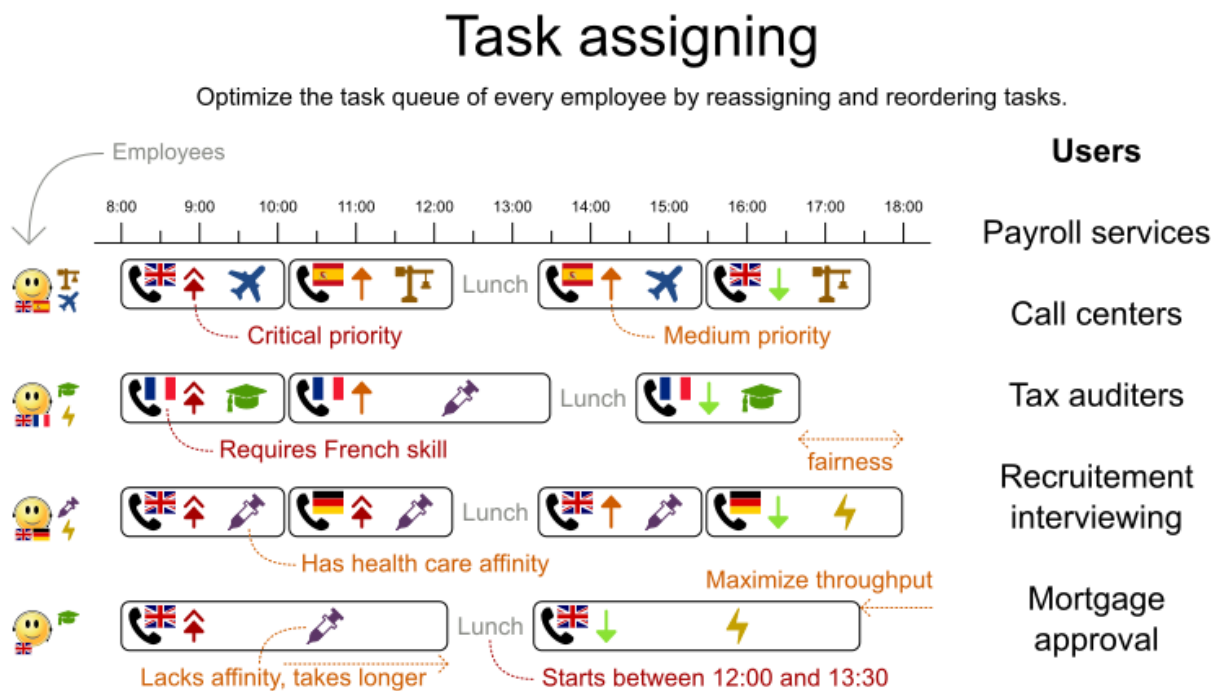 Task assigning
Optimize the task queue of every employee by reassigning and reordering tasks.
Employees
8:00 9:00 10:00 11:00 12:00 13:00 14:00 15:00 16:00 17:00 18:00
Lunch
Critical priority
Medium priority
Lunch
Requires French skill
fairness
Lunch
Has health care affinity
Maximize throughput
Lunch
Lacks affinity, takes longer
Starts between 12:00 and 13:30
Users
Payroll services
Call centers
Tax auditers
Recruitement
interviewing
Mortgage
approval